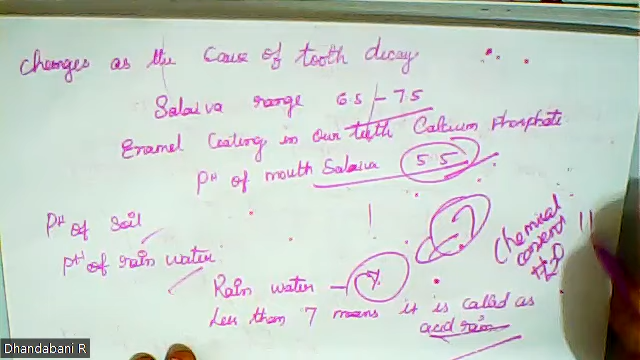 changes as the cause of tooth decay
Salaiva range 6.5 - 7.5
Enamel Coating in our teeth Calcium Phosphate
PH of mouth Salaiva 5.5
PH of Soil
PH of rain water
Rain water - 7
Less than 7 means it is called as
acid rain
7
Chemical
H2O
Dhandabani R